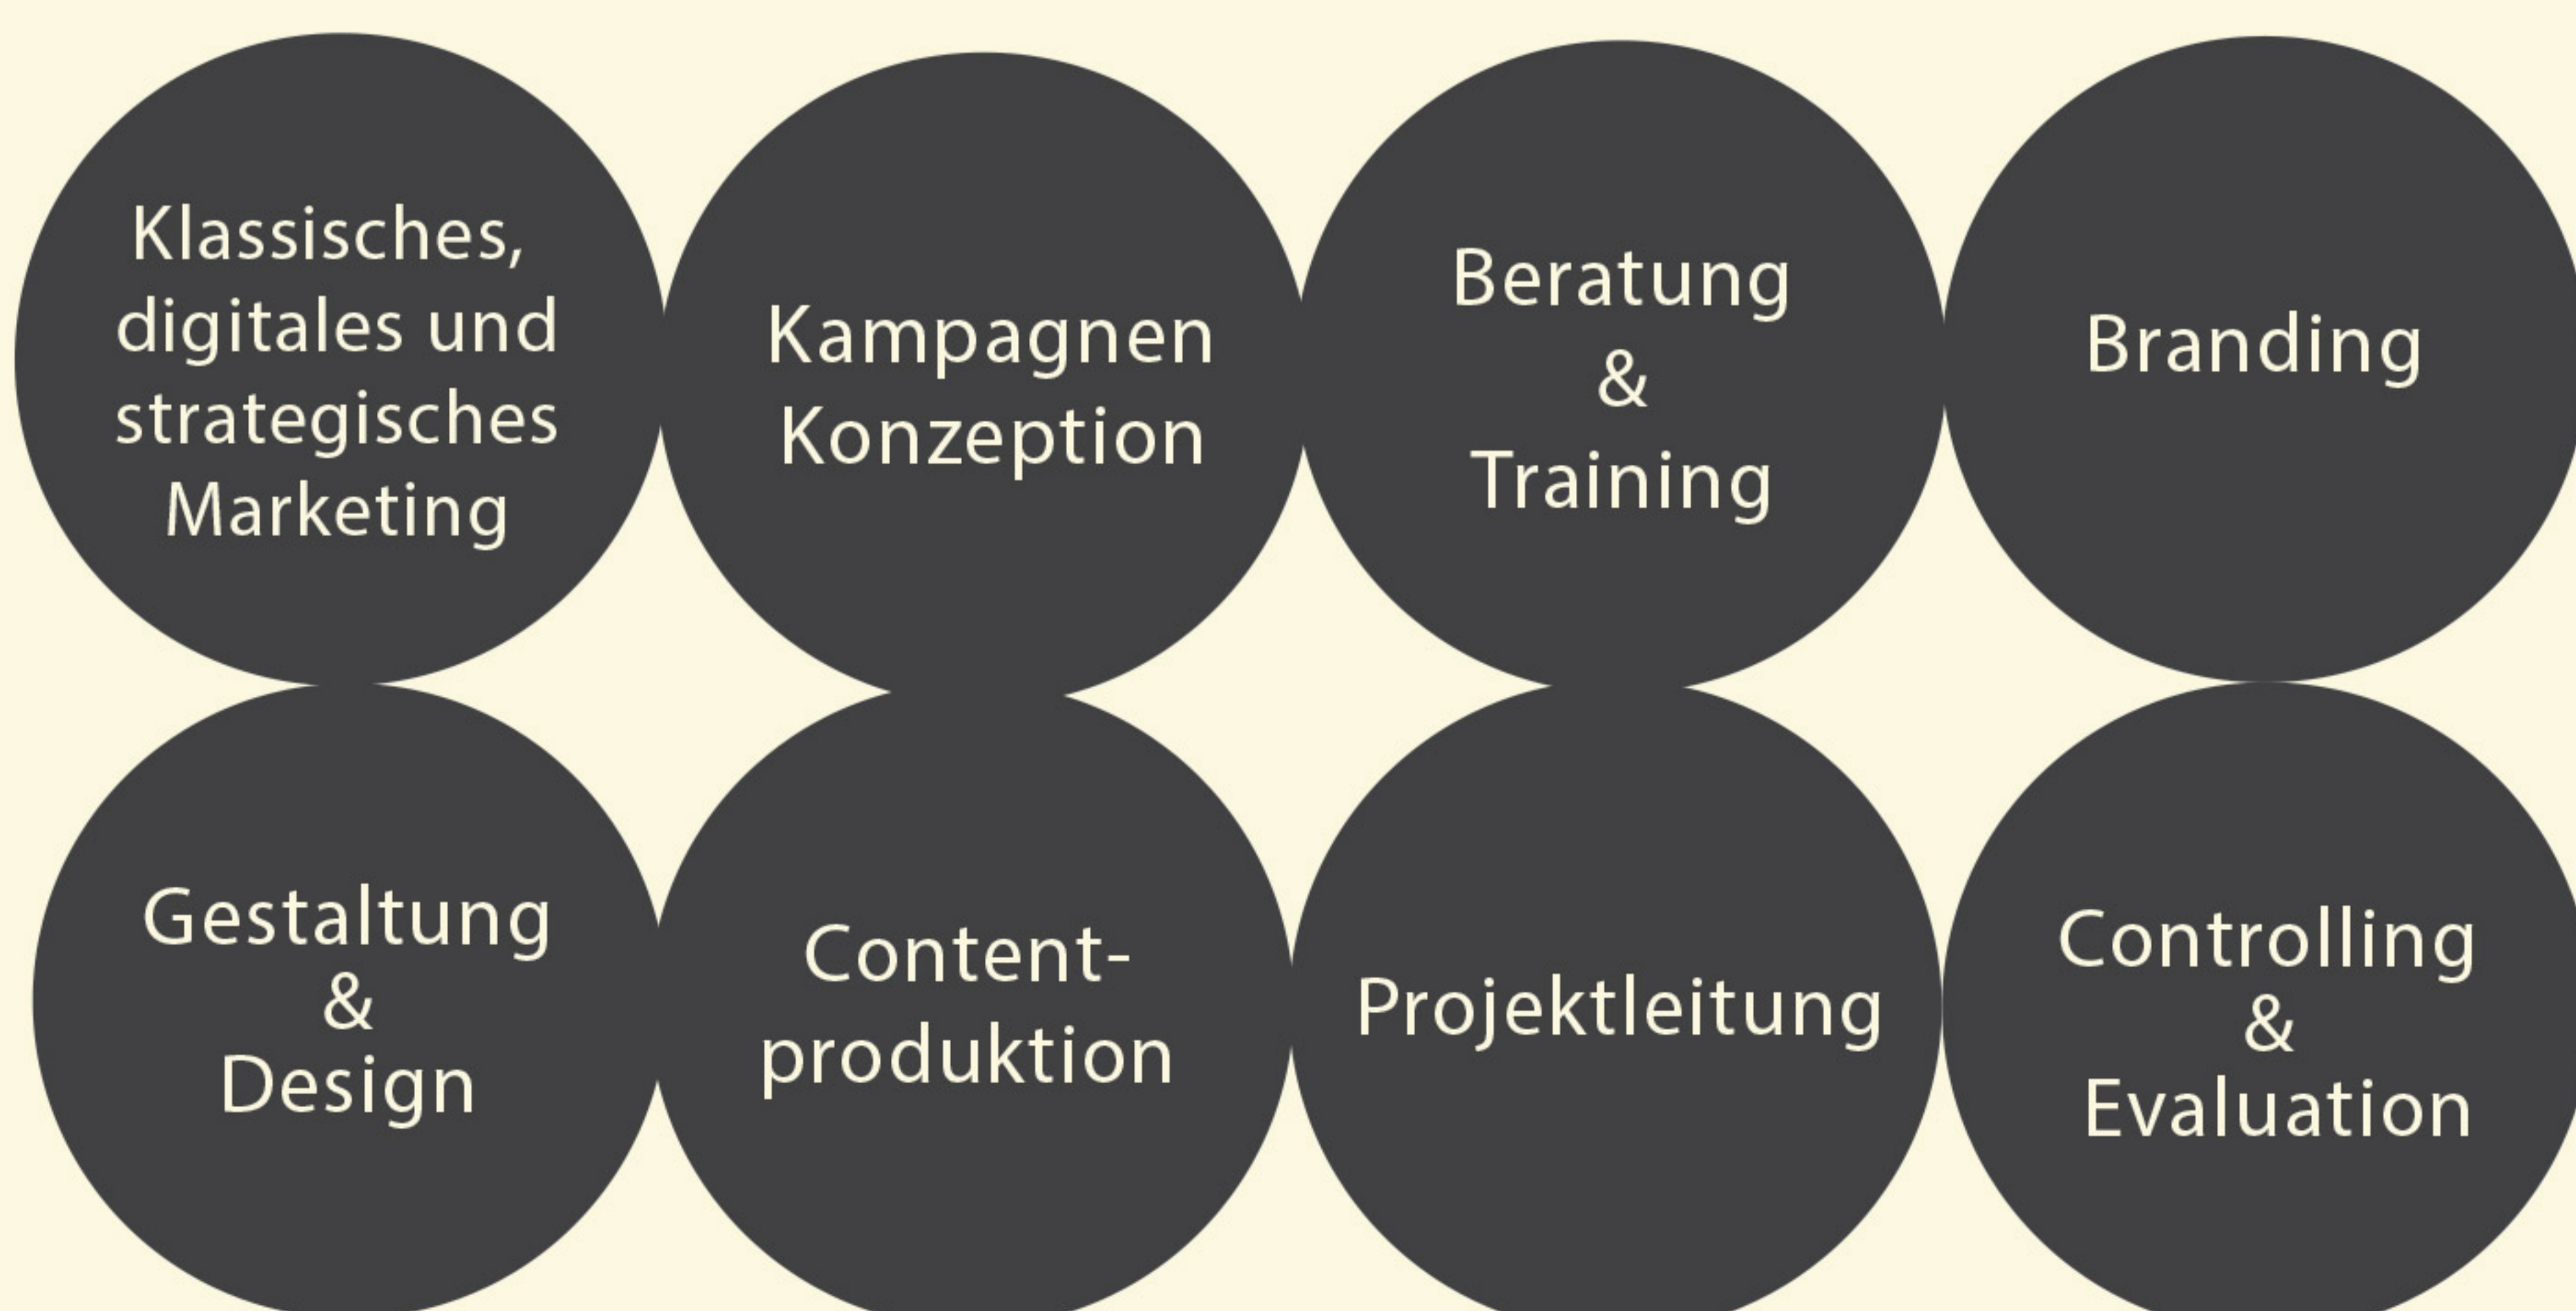 Klassisches,
digitales und
strategisches
Marketing
Kampagnen
Konzeption
Beratung
&
Training
Branding
Gestaltung
&
Design
Content-
produktion
Projektleitung
Controlling
&
Evaluation